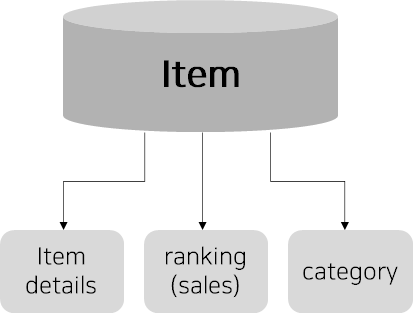 Item
Item
details
ranking
(sales)
category